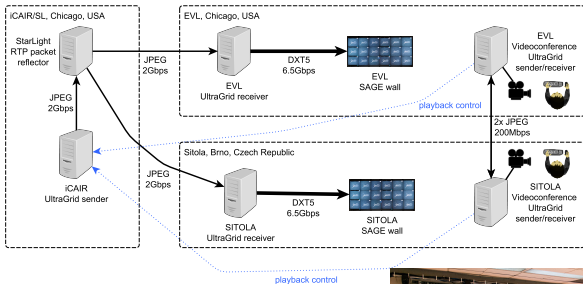 iCAIR/SL, Chicago, USA
StarLight
RTP packet
reflector
JPEG
2Gbps
JPEG
2Gbps
iCAIR
UltraGrid sender
JPEG
2Gbps
EVL, Chicago, USA
EVL
UltraGrid receiver
DXT5
6.5Gbps
EVL
SAGE wall
EVL
Videoconference
UltraGrid
sender/receiver
playback control
2x JPEG
200Mbps
Sitola, Brno, Czech Republic
SITOLA
UltraGrid receiver
DXT5
6.5Gbps
SITOLA
SAGE wall
SITOLA
Videoconference
UltraGrid
sender/receiver
playback control